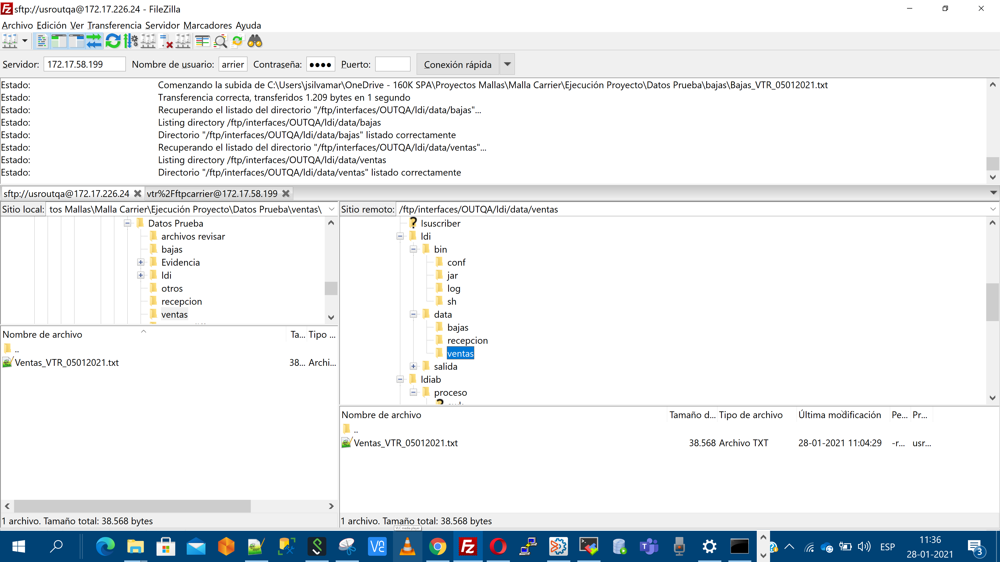 sftp://usroutqa@172.17.226.24 - FileZilla
Archivo Edición Ver Transferencia Servidor Marcadores Ayuda
Servidor: 172.17.58.199 Nombre de usuario: arrier Contraseña: ●●●● Puerto: Conexión rápida
Estado: Comenzando la subida de C:\Users\jsilvamar\OneDrive - 160K SPA\Proyectos Mallas\Malla Carrier\Ejecución Proyecto\Datos Prueba\bajas\Bajas_VTR_05012021.txt
Estado: Transferencia correcta, transferidos 1.209 bytes en 1 segundo
Estado: Recuperando el listado del directorio "/ftp/interfaces/OUTQA/ldi/data/bajas"...
Estado: Listing directory /ftp/interfaces/OUTQA/ldi/data/bajas
Estado: Directorio "/ftp/interfaces/OUTQA/ldi/data/bajas" listado correctamente
Estado: Recuperando el listado del directorio "/ftp/interfaces/OUTQA/ldi/data/ventas"...
Estado: Listing directory /ftp/interfaces/OUTQA/ldi/data/ventas
Estado: Directorio "/ftp/interfaces/OUTQA/ldi/data/ventas" listado correctamente
sftp://usroutqa@172.17.226.24 vtr%2Fftpcarrier@172.17.58.199
Sitio local: tos Mallas\Malla Carrier\Ejecución Proyecto\Datos Prueba\ventas\
Datos Prueba
archivos revisar
bajas
Evidencia
ldi
otros
recepcion
ventas
Nombre de archivo Ta... Tipo ...
..
Ventas_VTR_05012021.txt 38... Archi...
1 archivo. Tamaño total: 38.568 bytes
Sitio remoto: /ftp/interfaces/OUTQA/ldi/data/ventas
lsuscriber
ldi
bin
conf
jar
log
sh
data
bajas
recepcion
ventas
salida
ldiab
proceso
Nombre de archivo Tamaño d... Tipo de archivo Última modificación Pe... Pr...
..
Ventas_VTR_05012021.txt 38.568 Archivo TXT 28-01-2021 11:04:29 -r... usr...
1 archivo. Tamaño total: 38.568 bytes
VLC media player
ESP
11:36
28-01-2021
3